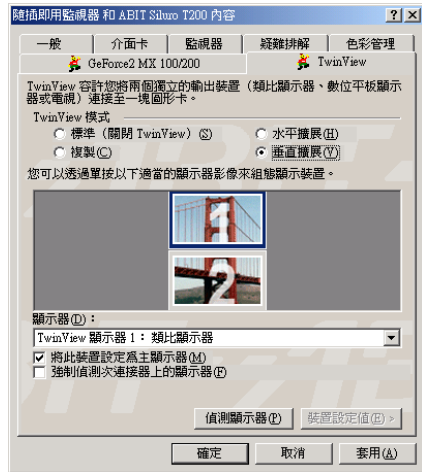 隨插即用監視器 和 ABIT Siluro T200 內容
一般 介面卡 監視器 疑難排解 色彩管理
GeForce2 MX 100/200 TwinView
TwinView 容許您將兩個獨立的輸出裝置（類比顯示器、數位平板顯示
器或電視）連接至一塊圖形卡。
TwinView 模式
標準（關閉 TwinView）(S) 水平擴展(H)
複製(C) 垂直擴展(V)
您可以透過單按以下適當的顯示器影像來組態顯示裝置。
1
2
顯示器(D)：
TwinView 顯示器 1：類比顯示器
將此裝置設定為主顯示器(M)
強制偵測次連接器上的顯示器(F)
偵測顯示器(P) 裝置設定值(E) >
確定 取消 套用(A)